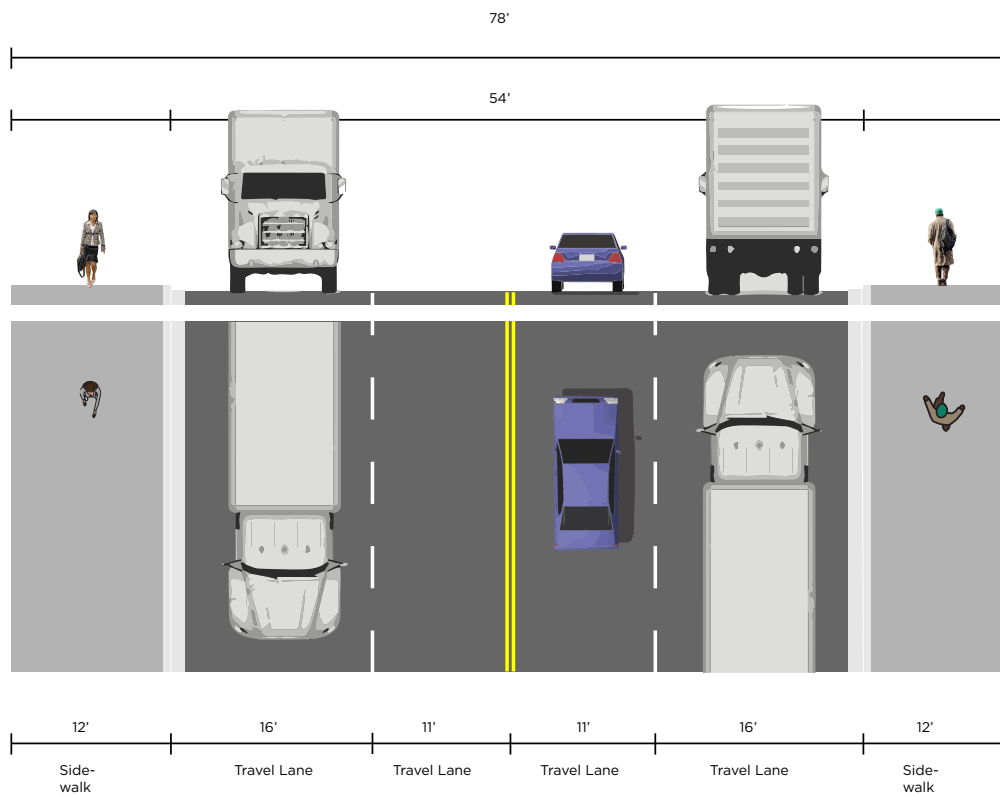 78’
54’
12’ 16’ 11’ 11’ 16’ 12’
Side-
walk
Travel Lane
Travel Lane
Travel Lane
Travel Lane
Side-
walk